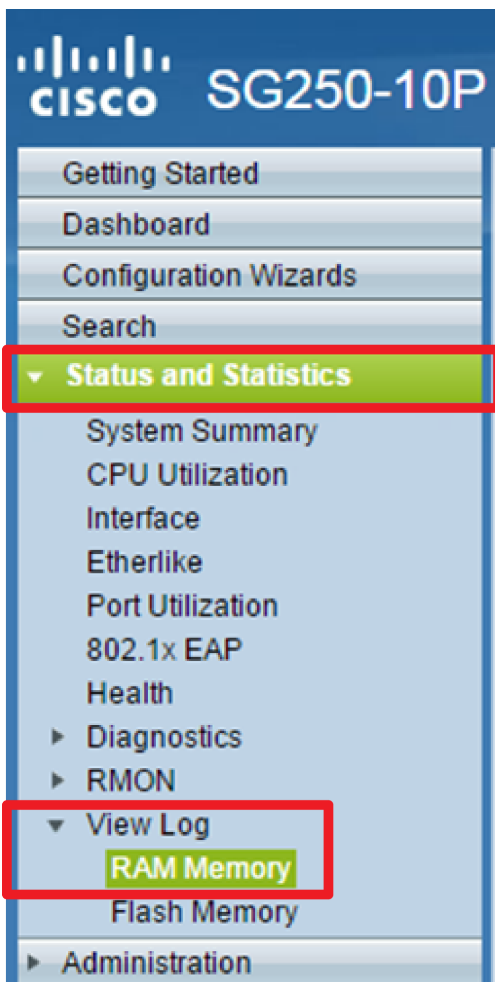 CISCO
SG250-10P
Getting Started
Dashboard
Configuration Wizards
Search
Status and Statistics
System Summary
CPU Utilization
Interface
Etherlike
Port Utilization
802.1x EAP
Health
Diagnostics
RMON
View Log
RAM Memory
Flash Memory
Administration